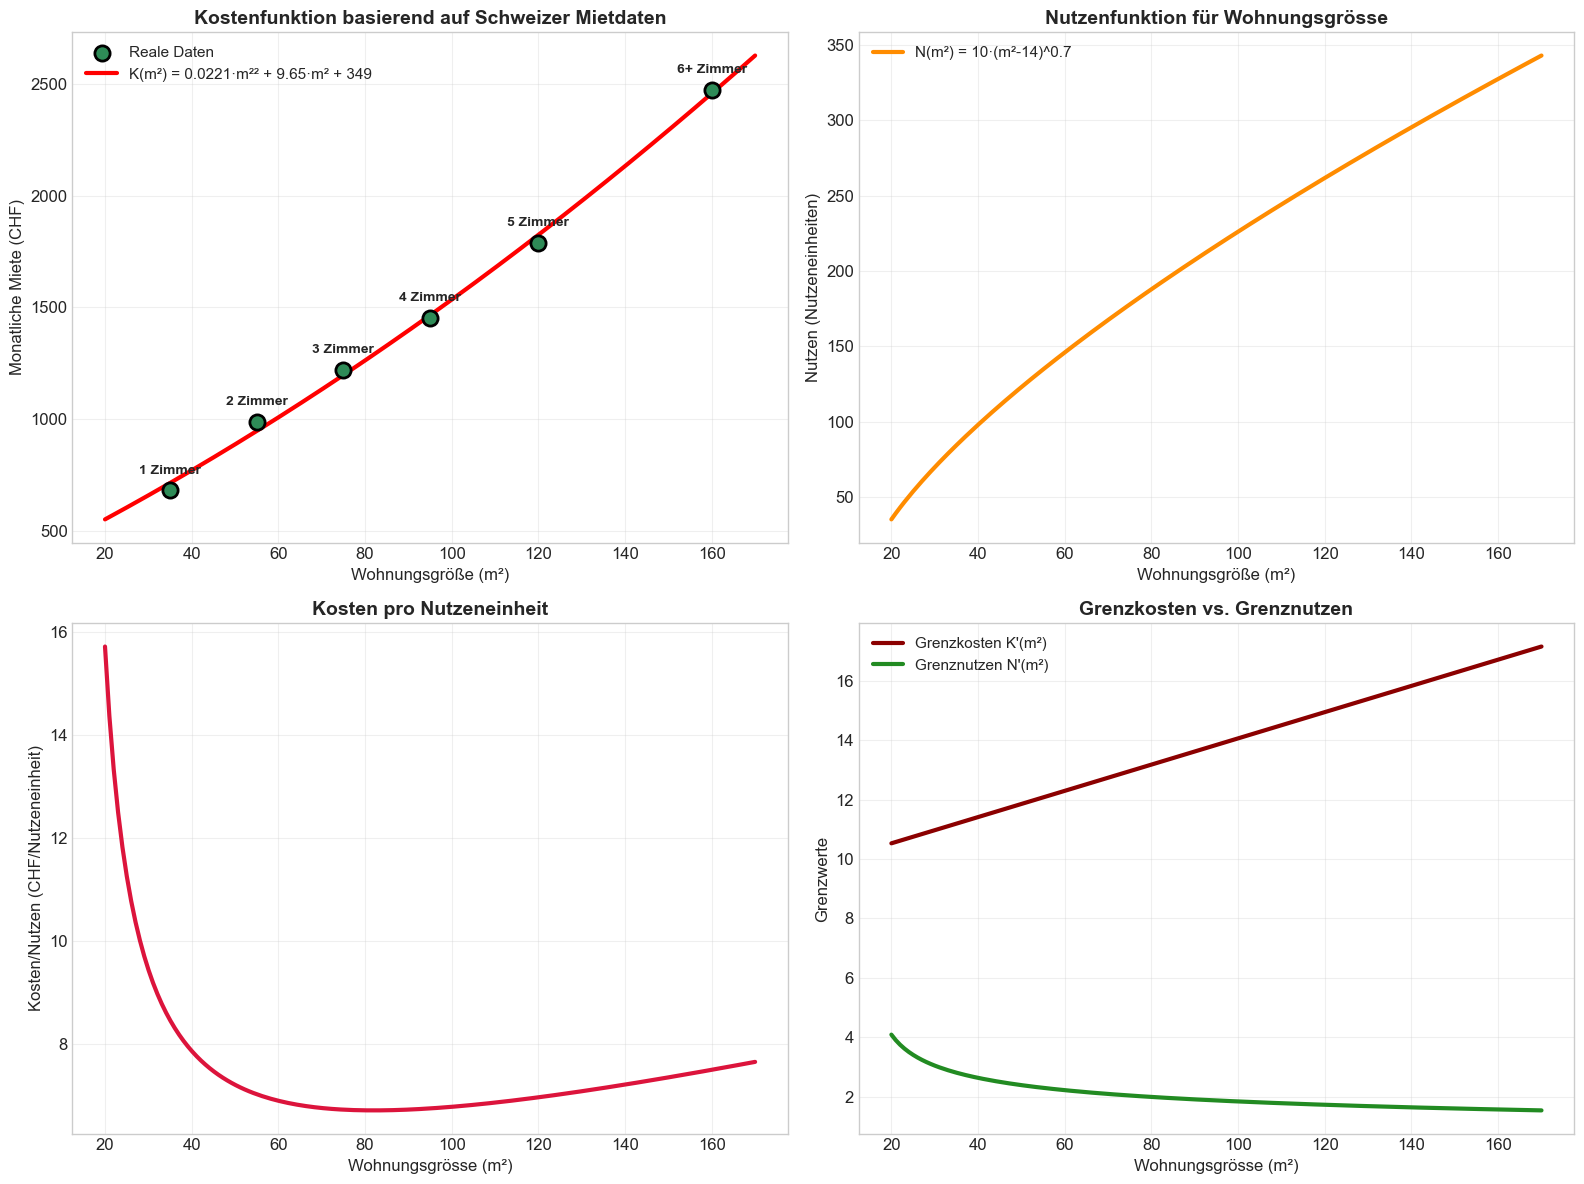 Kostenfunktion basierend auf Schweizer Mietdaten
Reale Daten
K(m²) = 0.0221·m²² + 9.65·m² + 349
6+ Zimmer
5 Zimmer
4 Zimmer
3 Zimmer
2 Zimmer
1 Zimmer
2500
2000
1500
1000
500
Monatliche Miete (CHF)
20 40 60 80 100 120 140 160
Wohnungsgröße (m²)
Nutzenfunktion für Wohnungsgrösse
N(m²) = 10·(m²-14)^0.7
350
300
250
200
150
100
50
Nutzen (Nutzeneinheiten)
20 40 60 80 100 120 140 160
Wohnungsgröße (m²)
Kosten pro Nutzeneinheit
16
14
12
10
8
Kosten/Nutzen (CHF/Nutzeneinheit)
20 40 60 80 100 120 140 160
Wohnungsgrösse (m²)
Grenzkosten vs. Grenznutzen
Grenzkosten K'(m²)
Grenznutzen N'(m²)
16
14
12
10
8
6
4
2
Grenzwerte
20 40 60 80 100 120 140 160
Wohnungsgrösse (m²)